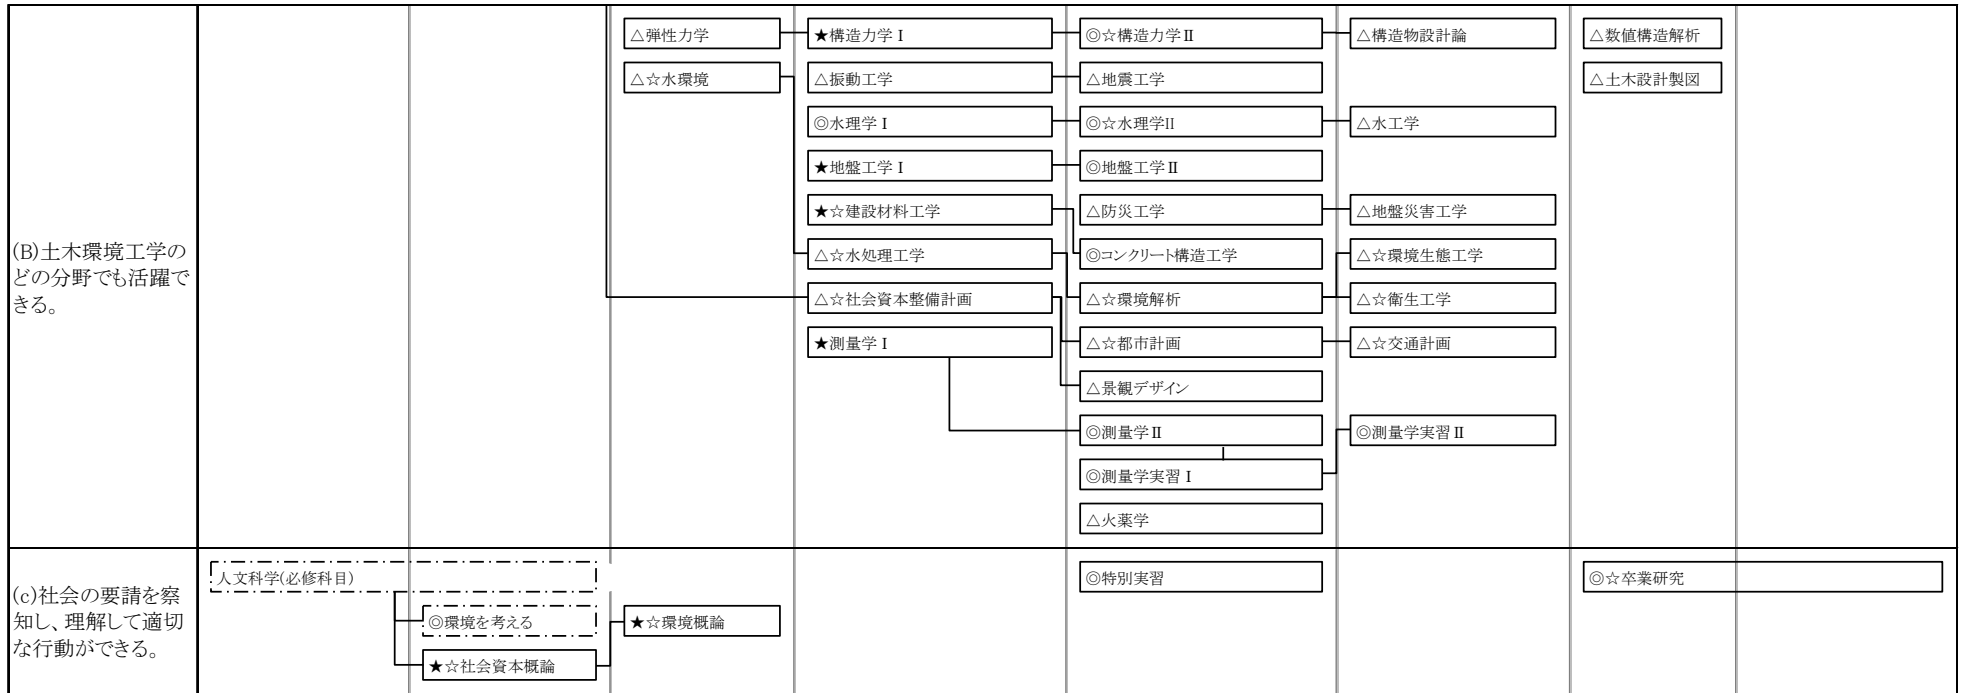 △弾性力学
★構造力学Ⅰ
◎☆構造力学Ⅱ
△構造物設計論
△数値構造解析
△☆水環境
△振動工学
△地震工学
△土木設計製図
◎水理学Ⅰ
◎☆水理学II
△水工学
★地盤工学Ⅰ
◎地盤工学Ⅱ
★☆建設材料工学
△防災工学
△地盤災害工学
(B)土木環境工学の
どの分野でも活躍で
きる。
△☆水処理工学
◎コンクリート構造工学
△☆環境生態工学
△☆社会資本整備計画
△☆環境解析
△☆衛生工学
★測量学Ⅰ
△☆都市計画
△☆交通計画
△景観デザイン
◎測量学Ⅱ
◎測量学実習Ⅱ
◎測量学実習Ⅰ
△火薬学
(c)社会の要請を察
知し、理解して適切
な行動ができる。
人文科学(必修科目)
◎特別実習
◎☆卒業研究
◎環境を考える
★☆環境概論
★☆社会資本概論